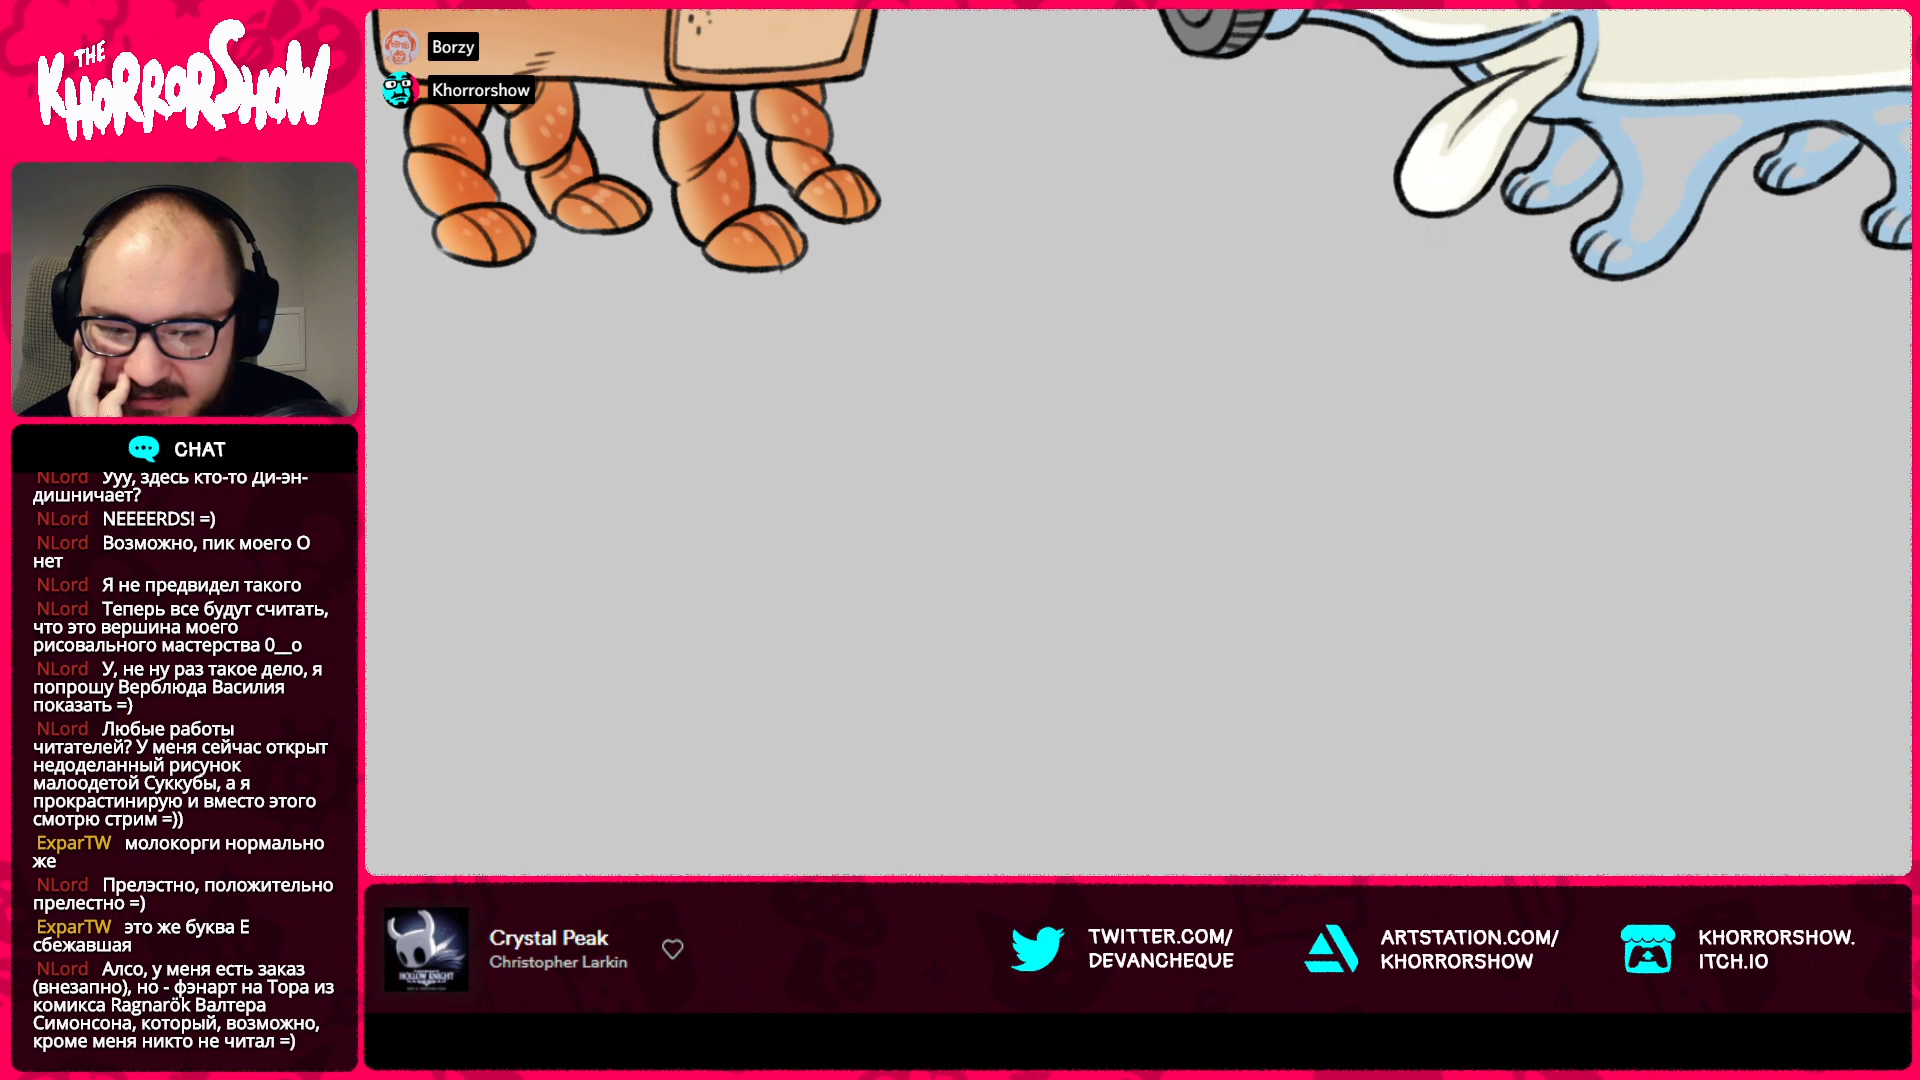 THE
KHORRORSHOW
Borzy
Khorrorshow
CHAT
NLord Ууу, здесь кто-то Ди-эн-
дишничает?
NLord NEEEERDS! =)
NLord Возможно, пик моего О
нет
NLord Я не предвидел такого
NLord Теперь все будут считать,
что это вершина моего
рисовального мастерства 0__о
NLord У, не ну раз такое дело, я
попрошу Верблюда Василия
показать =)
NLord Любые работы
читателей? У меня сейчас открыт
недоделанный рисунок
малоодетой Суккубы, а я
прокрастинирую и вместо этого
смотрю стрим =))
ExparTW молокорги нормально
же
NLord Прелэстно, положительно
прелестно =)
ExparTW это же буква Е
сбежавшая
NLord Алсо, у меня есть заказ
(внезапно), но - фэнарт на Тора из
комикса Ragnarök Валтера
Симонсона, который, возможно,
кроме меня никто не читал =)
HOLLOW KNIGHT
Crystal Peak
Christopher Larkin
TWITTER.COM/
DEVANCHEQUE
ARTSTATION.COM/
KHORRORSHOW
KHORRORSHOW.
ITCH.IO